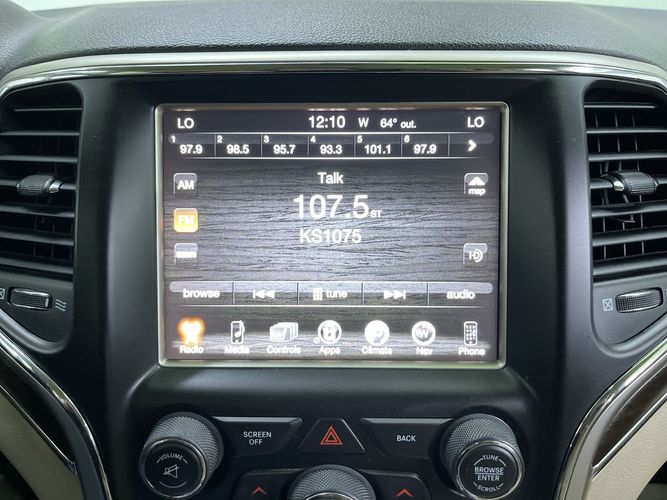 LO 12:10 W 64° out. LO
1 2 3 4 5 6
97.9 98.5 95.7 93.3 101.1 97.9
AM Talk map
FM 107.5 ST
KS1075
HD
browse tune audio
Radio Media Controls Apps Climate Nav Phone
VOLUME
SCREEN OFF
BACK
TUNE
BROWSE
ENTER
SCROLL